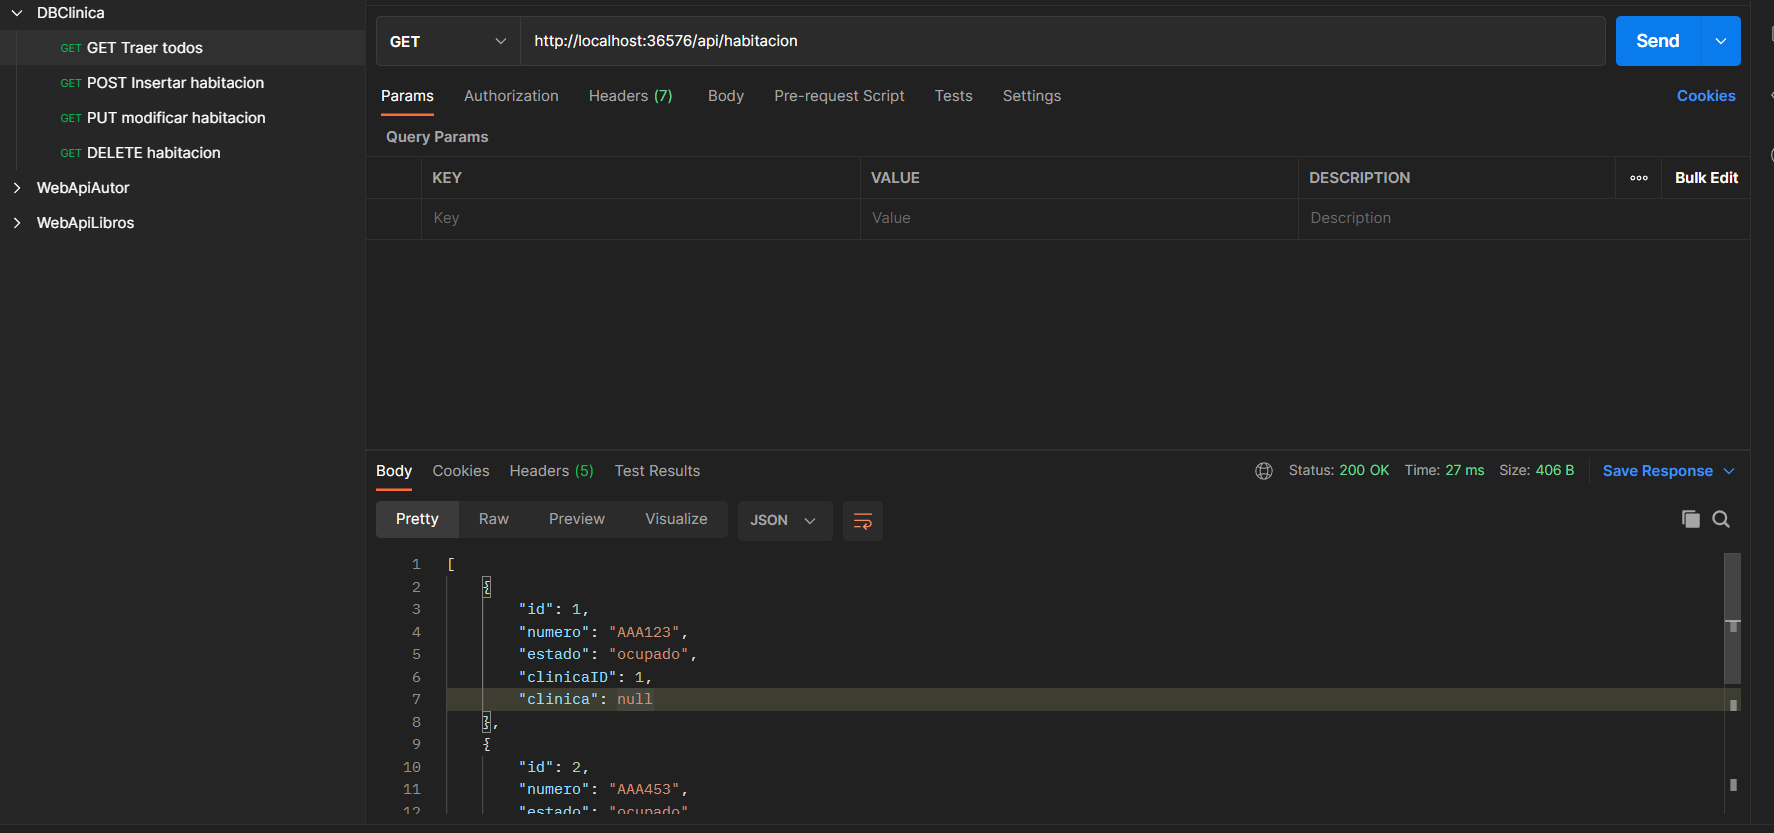 DBClinica
GET GET Traer todos
GET POST Insertar habitacion
GET PUT modificar habitacion
GET DELETE habitacion
WebApiAutor
WebApiLibros
GET http://localhost:36576/api/habitacion Send
Params Authorization Headers (7) Body Pre-request Script Tests Settings Cookies
Query Params
KEY VALUE DESCRIPTION ooo Bulk Edit
Key Value Description
Body Cookies Headers (5) Test Results Status: 200 OK Time: 27 ms Size: 406 B Save Response
Pretty Raw Preview Visualize JSON
1 [
2 {
3 "id": 1,
4 "numero": "AAA123",
5 "estado": "ocupado",
6 "clinicaID": 1,
7 "clinica": null
8 },
9 {
10 "id": 2,
11 "numero": "AAA453",
12 "estado": "ocupado"